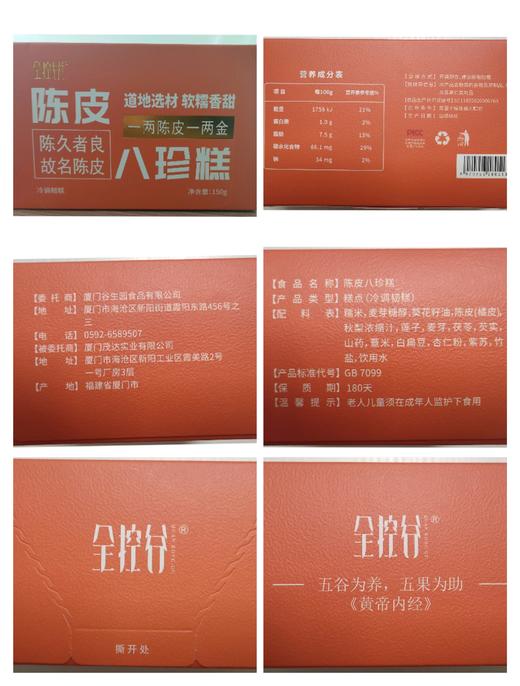 全控谷
陈皮
道地选材 软糯香甜
一两陈皮一两金
陈久者良
故名陈皮
八珍糕
冷调韧糕
净含量:150g
营养成分表
项目
每100g
营养素参考值%
能量
1756 kJ
21%
蛋白质
1.3 g
2%
脂肪
7.5 g
13%
碳水化合物
86.1 mg
29%
钠
34 mg
2%
PICC
【委 托 商】厦门谷生园食品有限公司
【地 址】厦门市海沧区新阳街道霞阳东路456号之
三
【电 话】0592-6589507
【被委托商】厦门茂达实业有限公司
【地 址】厦门市海沧区新阳工业区霞美路2号
一号厂房3层
【产 地】福建省厦门市
【食 品 名 称】陈皮八珍糕
【产 品 类 型】糕点(冷调韧糕)
【配 料 表】糯米,麦芽糖醇,葵花籽油,陈皮(橘皮),
秋梨浓缩汁,莲子,麦芽,茯苓,芡实,
山药,薏米,白扁豆,杏仁粉,紫苏,竹
盐,饮用水
【产品标准代号】GB 7099
【保 质 期】180天
【温 馨 提 示】老人儿童须在成年人监护下食用
全控谷®
撕开处
全控谷®
五谷为养，五果为助
《黄帝内经》